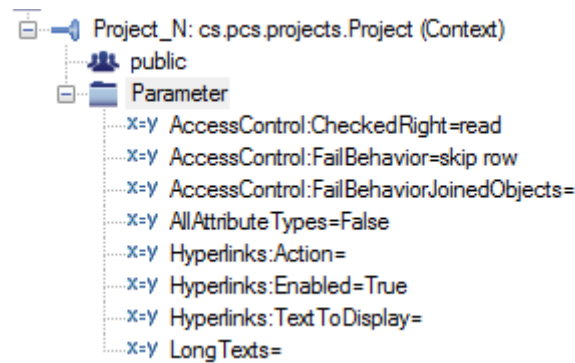 Project_N: cs.pcs.projects.Project (Context)
public
Parameter
x=y AccessControl:CheckedRight=read
x=y AccessControl:FailBehavior=skip row
x=y AccessControl:FailBehaviorJoinedObjects=
x=y AllAttributeTypes=False
x=y Hyperlinks:Action=
x=y Hyperlinks:Enabled=True
x=y Hyperlinks:TextToDisplay=
x=y LongTexts=